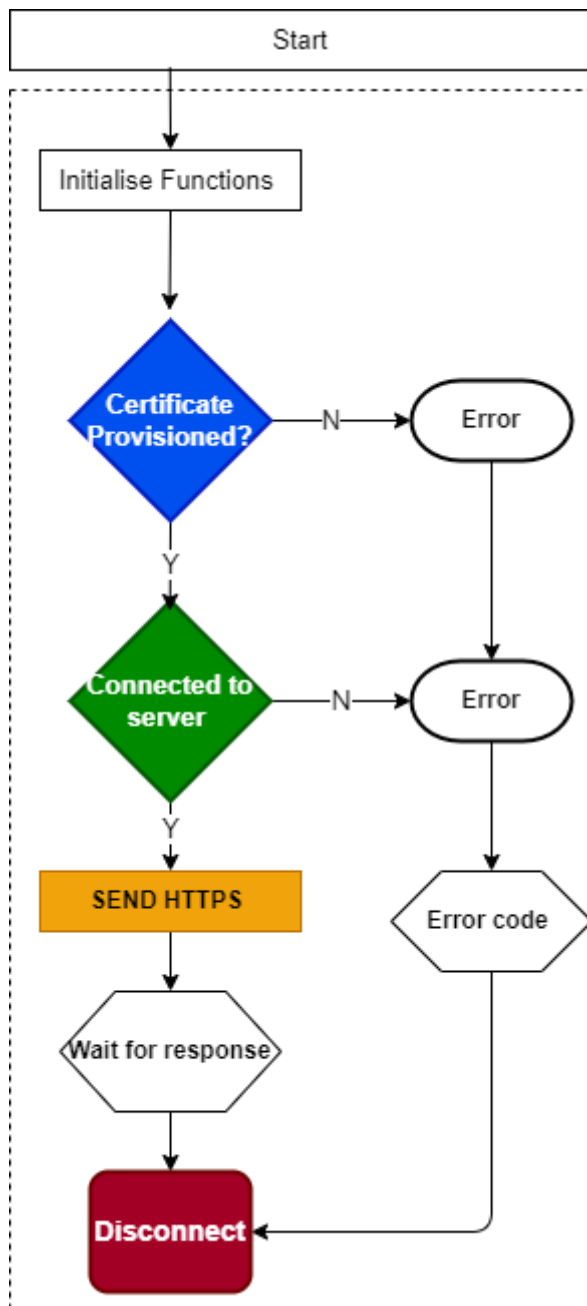 Start
Initialise Functions
Certificate
Provisioned?
N
Error
Y
Connected to
server
N
Error
Y
SEND HTTPS
Error code
Wait for response
Disconnect